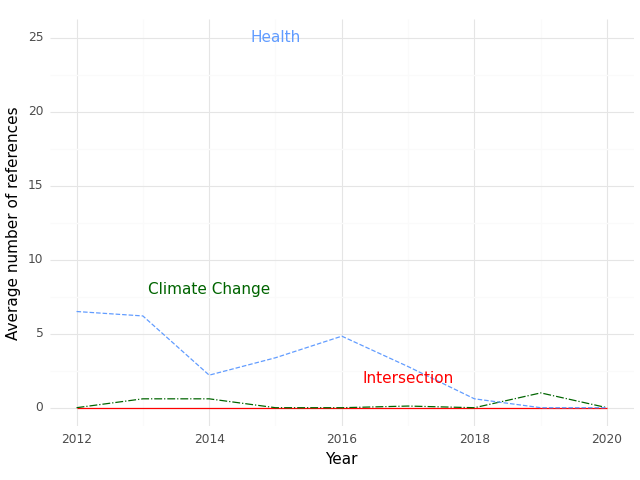 Health
25
20
15
10
Climate Change
5
Intersection
0
2012 2014 2016 2018 2020
Year
Average number of references